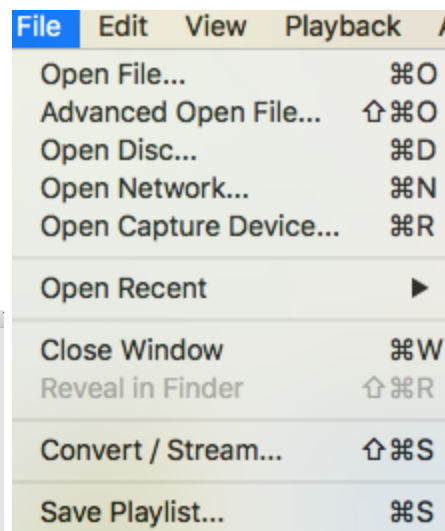 File Edit View Playback
Open File... ⌘O
Advanced Open File... ⇧⌘O
Open Disc... ⌘D
Open Network... ⌘N
Open Capture Device... ⌘R
Open Recent ▶
Close Window ⌘W
Reveal in Finder ⇧⌘R
Convert / Stream... ⇧⌘S
Save Playlist... ⌘S